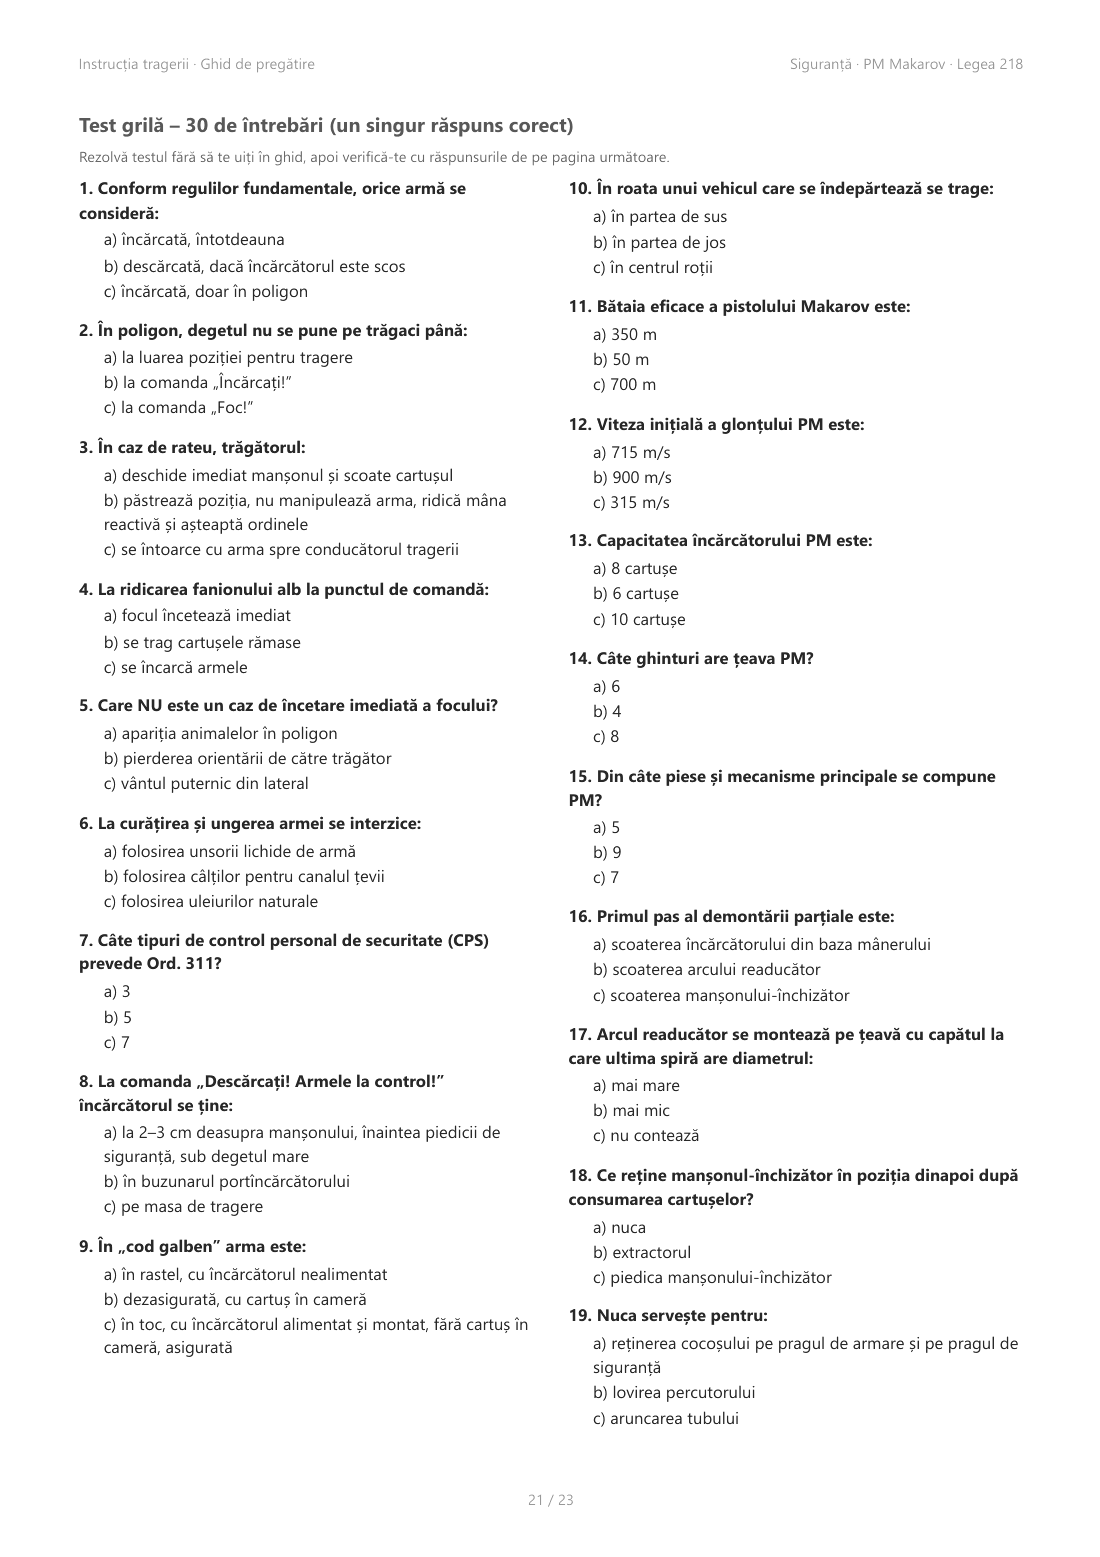 Instrucția tragerii · Ghid de pregătire
Siguranță · PM Makarov · Legea 218
Test grilă – 30 de întrebări (un singur răspuns corect)
Rezolvă testul fără să te uiți în ghid, apoi verifică-te cu răspunsurile de pe pagina următoare.
1. Conform regulilor fundamentale, orice armă se
consideră:
a) încărcată, întotdeauna
b) descărcată, dacă încărcătorul este scos
c) încărcată, doar în poligon
2. În poligon, degetul nu se pune pe trăgaci până:
a) la luarea poziției pentru tragere
b) la comanda „Încărcați!”
c) la comanda „Foc!”
3. În caz de rateu, trăgătorul:
a) deschide imediat manșonul și scoate cartușul
b) păstrează poziția, nu manipulează arma, ridică mâna
reactivă și așteaptă ordinele
c) se întoarce cu arma spre conducătorul tragerii
4. La ridicarea fanionului alb la punctul de comandă:
a) focul încetează imediat
b) se trag cartușele rămase
c) se încarcă armele
5. Care NU este un caz de încetare imediată a focului?
a) apariția animalelor în poligon
b) pierderea orientării de către trăgător
c) vântul puternic din lateral
6. La curățirea și ungerea armei se interzice:
a) folosirea unsorii lichide de armă
b) folosirea câlților pentru canalul țevii
c) folosirea uleiurilor naturale
7. Câte tipuri de control personal de securitate (CPS)
prevede Ord. 311?
a) 3
b) 5
c) 7
8. La comanda „Descărcați! Armele la control!”
încărcătorul se ține:
a) la 2–3 cm deasupra manșonului, înaintea piedicii de
siguranță, sub degetul mare
b) în buzunarul portîncărcătorului
c) pe masa de tragere
9. În „cod galben” arma este:
a) în rastel, cu încărcătorul nealimentat
b) dezasigurată, cu cartuș în cameră
c) în toc, cu încărcătorul alimentat și montat, fără cartuș în
cameră, asigurată
10. În roata unui vehicul care se îndepărtează se trage:
a) în partea de sus
b) în partea de jos
c) în centrul roții
11. Bătaia eficace a pistolului Makarov este:
a) 350 m
b) 50 m
c) 700 m
12. Viteza inițială a glonțului PM este:
a) 715 m/s
b) 900 m/s
c) 315 m/s
13. Capacitatea încărcătorului PM este:
a) 8 cartușe
b) 6 cartușe
c) 10 cartușe
14. Câte ghinturi are țeava PM?
a) 6
b) 4
c) 8
15. Din câte piese și mecanisme principale se compune
PM?
a) 5
b) 9
c) 7
16. Primul pas al demontării parțiale este:
a) scoaterea încărcătorului din baza mânerului
b) scoaterea arcului readucător
c) scoaterea manșonului-închizător
17. Arcul readucător se montează pe țeavă cu capătul la
care ultima spiră are diametrul:
a) mai mare
b) mai mic
c) nu contează
18. Ce reține manșonul-închizător în poziția dinapoi după
consumarea cartușelor?
a) nuca
b) extractorul
c) piedica manșonului-închizător
19. Nuca servește pentru:
a) reținerea cocoșului pe pragul de armare și pe pragul de
siguranță
b) lovirea percutorului
c) aruncarea tubului
21 / 23